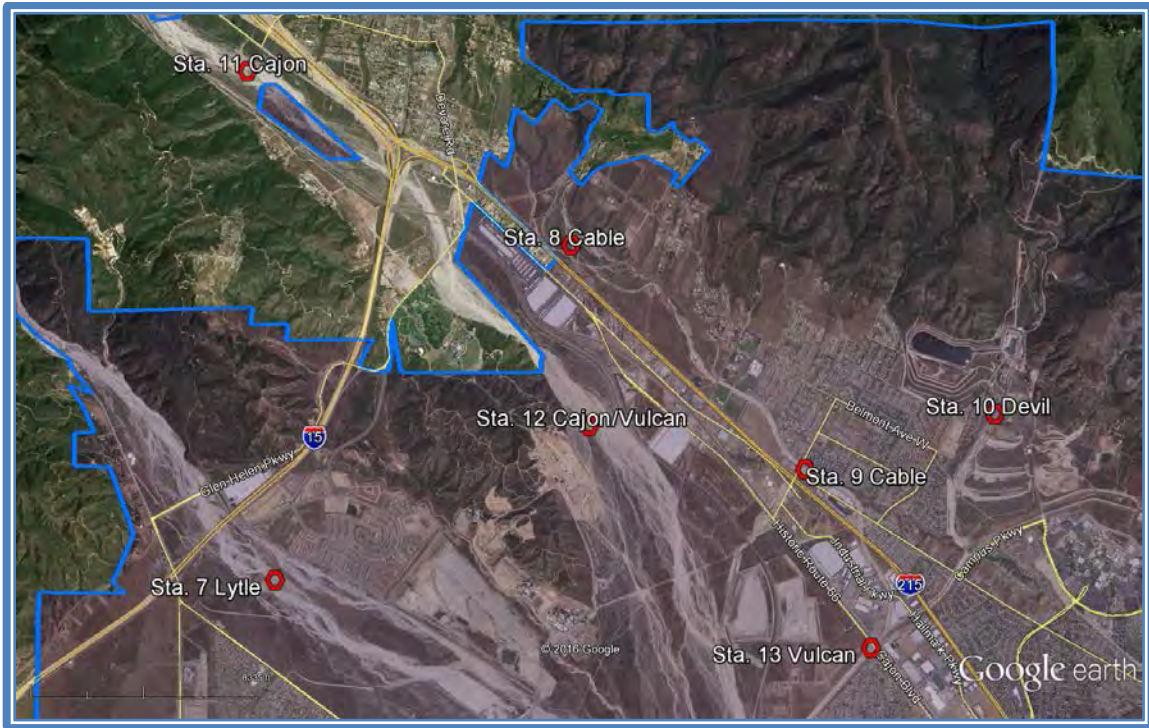 Sta. 11 Cajon
Devore Rd
Sta. 8 Cable
Sta. 12 Cajon/Vulcan
Belmont Ave W
Sta. 10 Devil
15
Glen Helen Pkwy
Sta. 9 Cable
Historic Route 66
Industrial Pkwy
Campus Pkwy
215
Sta. 7 Lytle
Hallmark Pkwy
© 2016 Google
Sta. 13 Vulcan
Cajon Blvd
Google earth